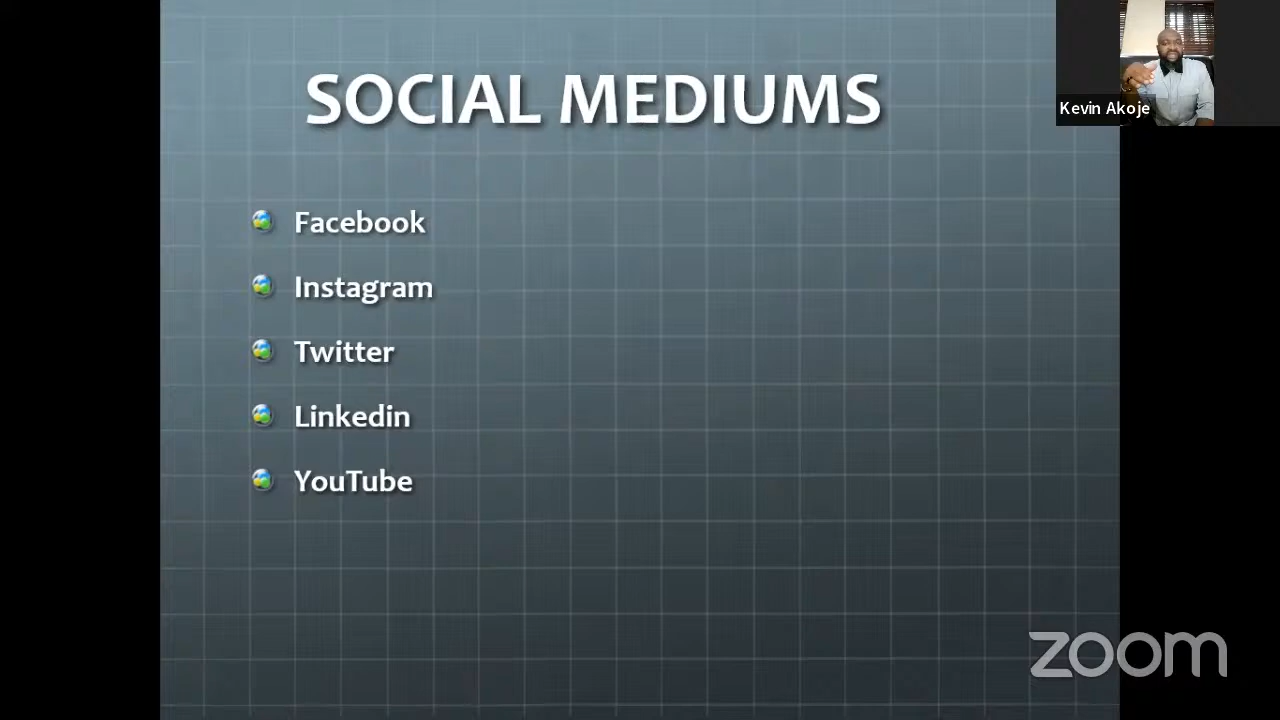 SOCIAL MEDIUMS
Kevin Akoje
Facebook
Instagram
Twitter
Linkedin
YouTube
zoom